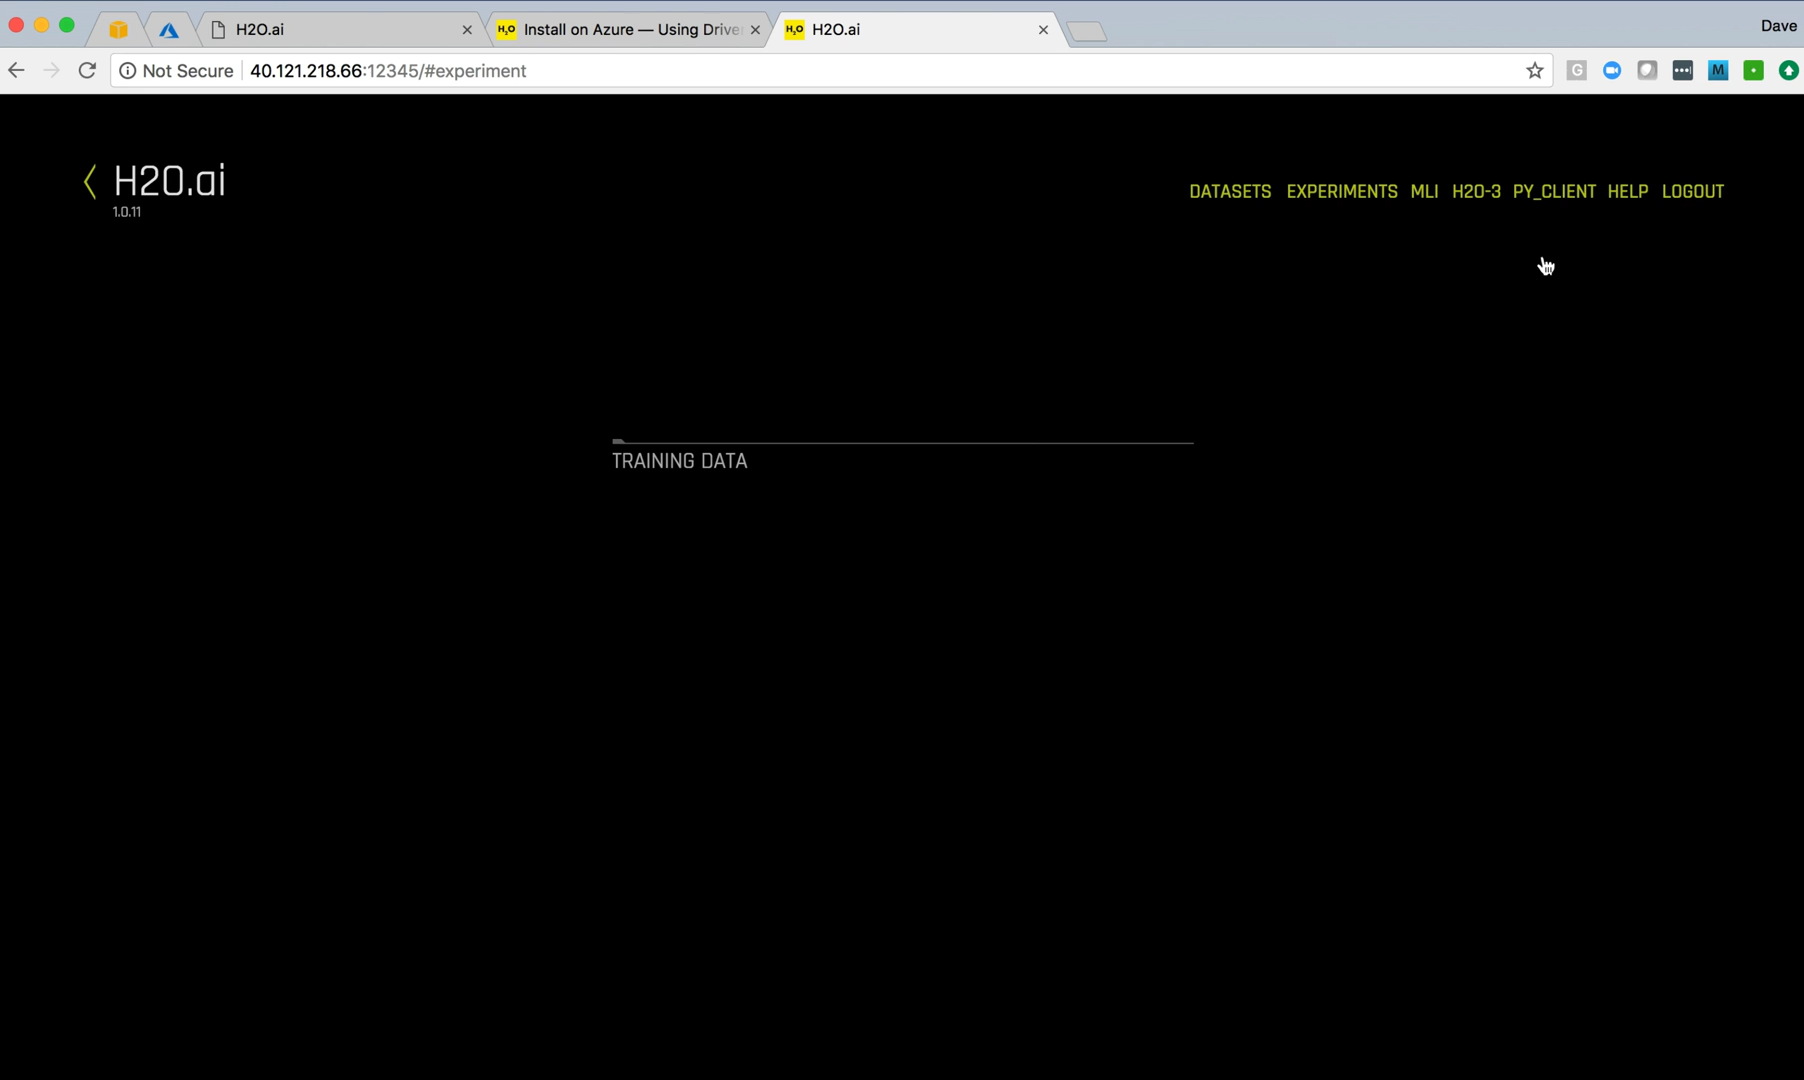 H2O.ai
Install on Azure — Using Drive
H2O.ai
Dave
Not Secure
40.121.218.66:12345/#experiment
G
M
H2O.ai
1.0.11
DATASETS EXPERIMENTS MLI H2O-3 PY_CLIENT HELP LOGOUT
TRAINING DATA